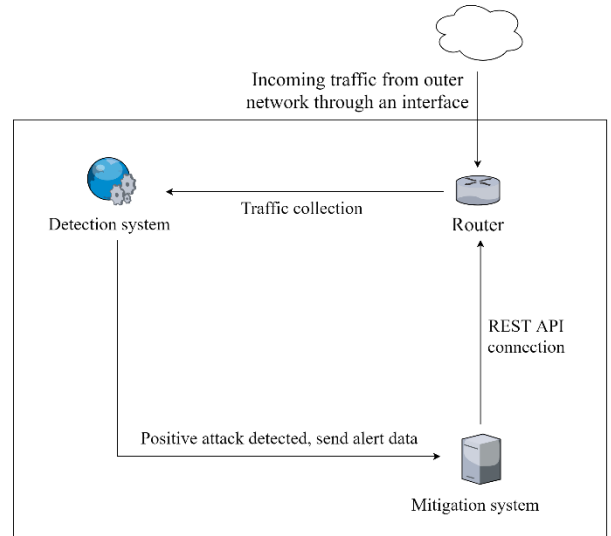 Incoming traffic from outer
network through an interface
Traffic collection
Detection system
Router
REST API
connection
Positive attack detected, send alert data
Mitigation system